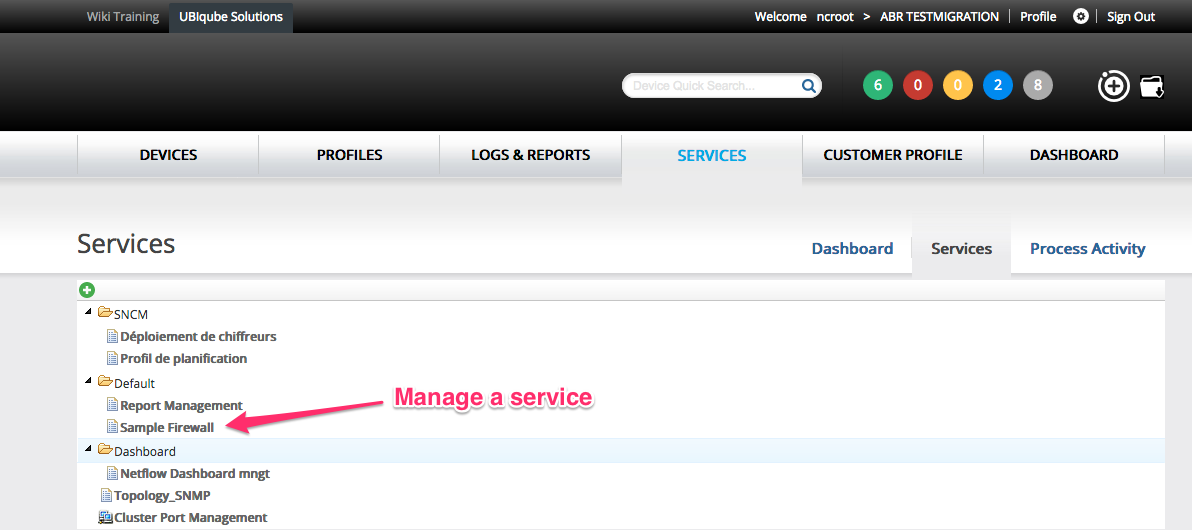 Wiki Training UBIqube Solutions Welcome ncroot > ABR TESTMIGRATION Profile Sign Out
Device Quick Search... 6 0 0 2 8
DEVICES PROFILES LOGS & REPORTS SERVICES CUSTOMER PROFILE DASHBOARD
Services Dashboard Services Process Activity
SNCM
Déploiement de chiffreurs
Profil de planification
Default
Manage a service
Report Management
Sample Firewall
Dashboard
Netflow Dashboard mngt
Topology_SNMP
Cluster Port Management